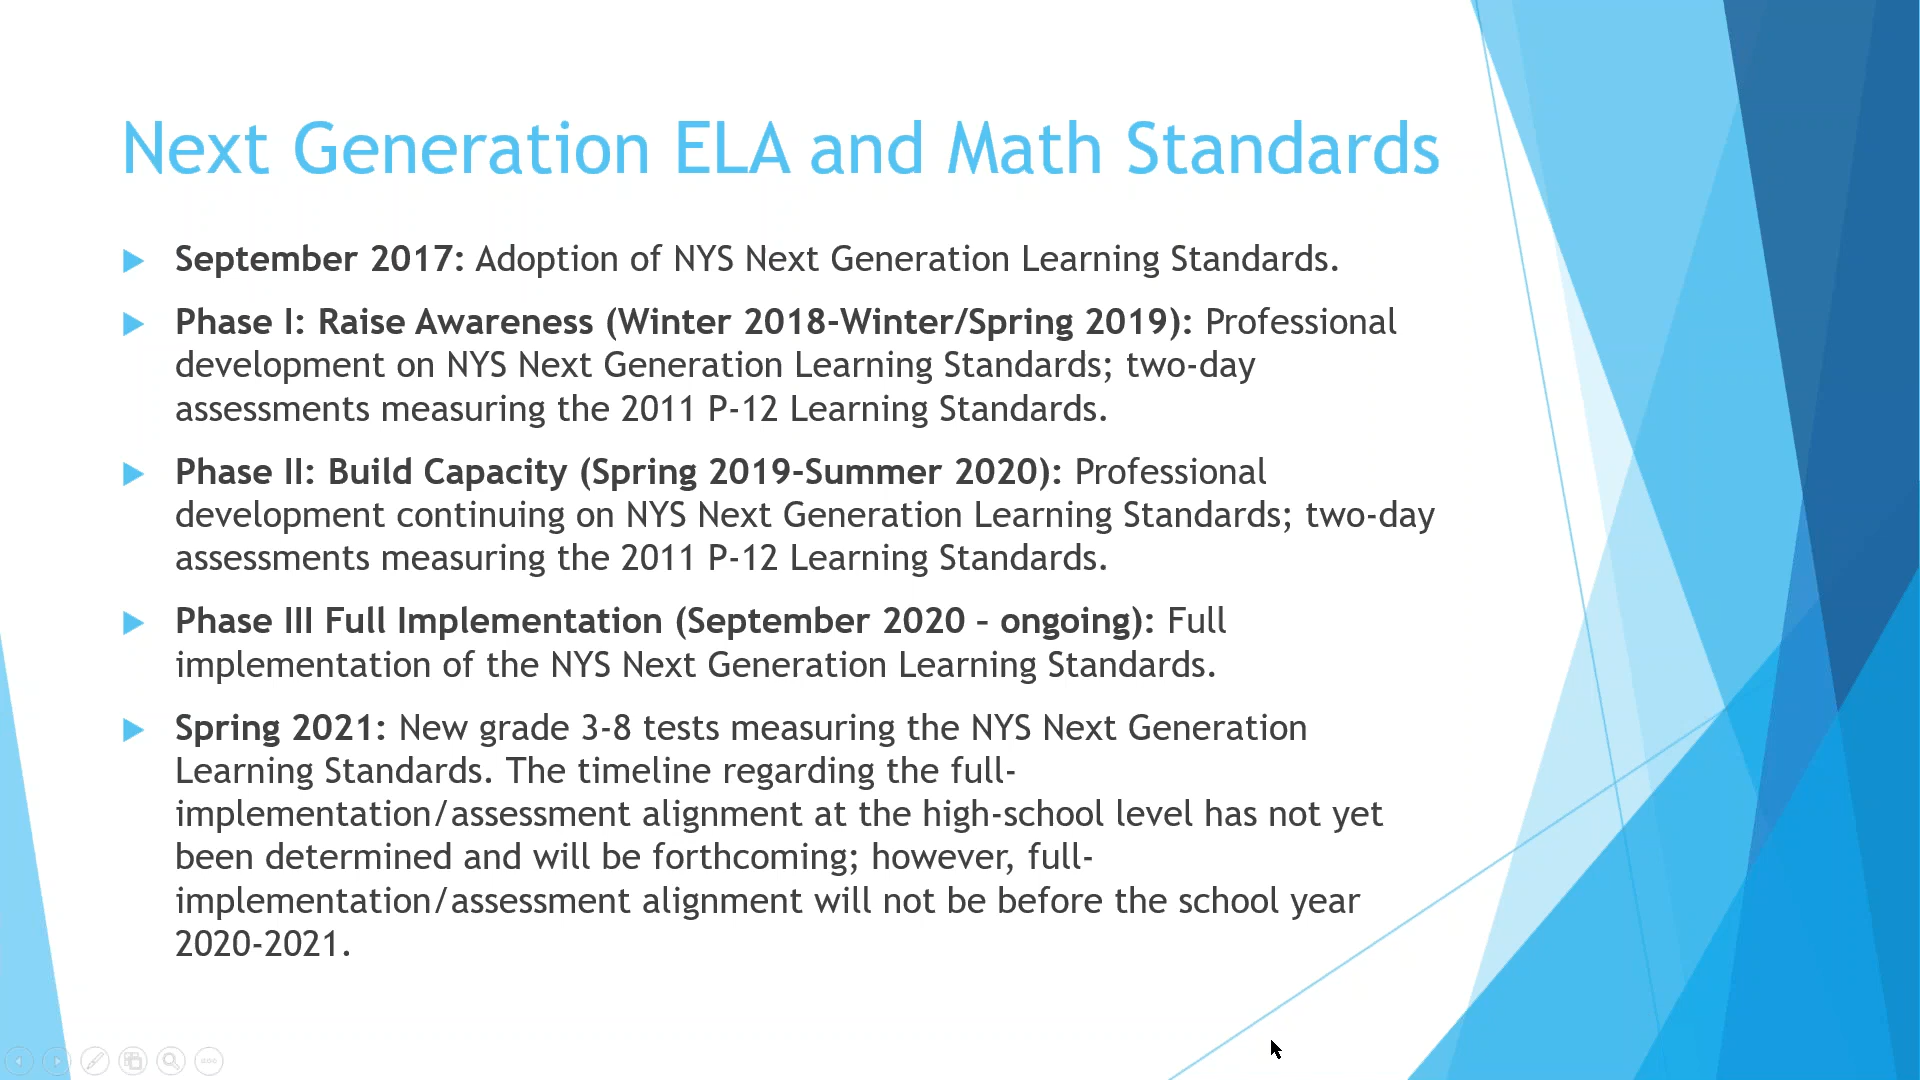 Next Generation ELA and Math Standards
September 2017: Adoption of NYS Next Generation Learning Standards.
Phase I: Raise Awareness (Winter 2018-Winter/Spring 2019): Professional
development on NYS Next Generation Learning Standards; two-day
assessments measuring the 2011 P-12 Learning Standards.
Phase II: Build Capacity (Spring 2019-Summer 2020): Professional
development continuing on NYS Next Generation Learning Standards; two-day
assessments measuring the 2011 P-12 Learning Standards.
Phase III Full Implementation (September 2020 – ongoing): Full
implementation of the NYS Next Generation Learning Standards.
Spring 2021: New grade 3-8 tests measuring the NYS Next Generation
Learning Standards. The timeline regarding the full-
implementation/assessment alignment at the high-school level has not yet
been determined and will be forthcoming; however, full-
implementation/assessment alignment will not be before the school year
2020-2021.